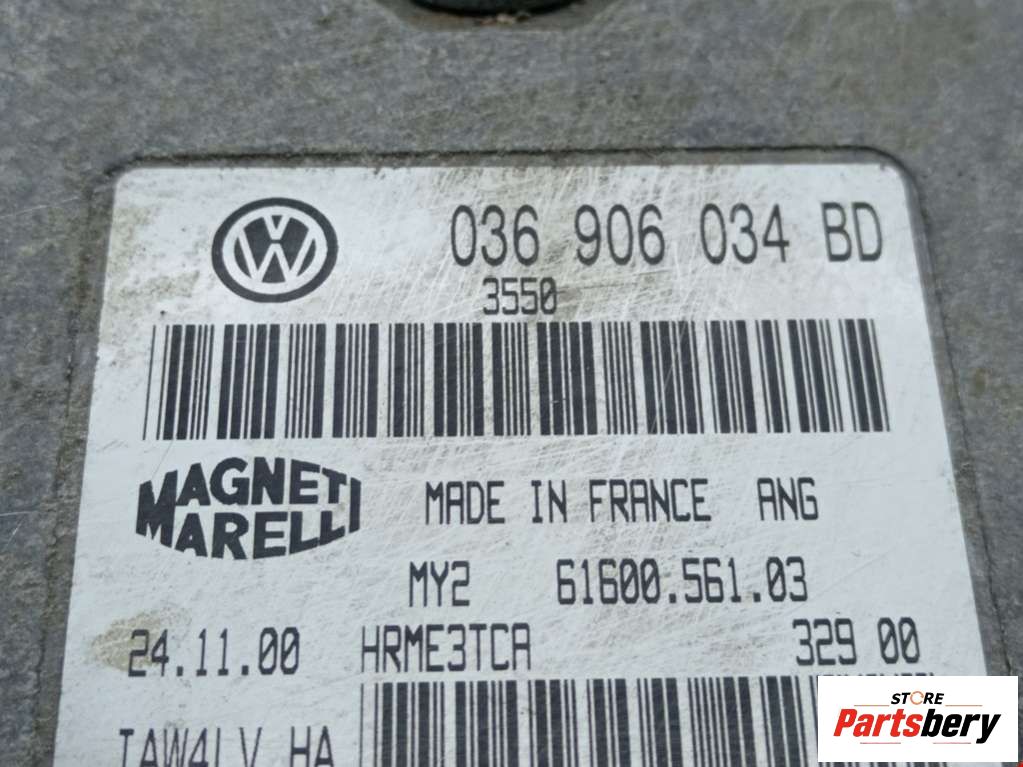 036 906 034 BD
3550
MAGNETI
MARELLI
MADE IN FRANCE ANG
MY2 61600.561.03
24.11.00 HRME3TCA 329 00
IAW4LV HA
STORE
Partsbery